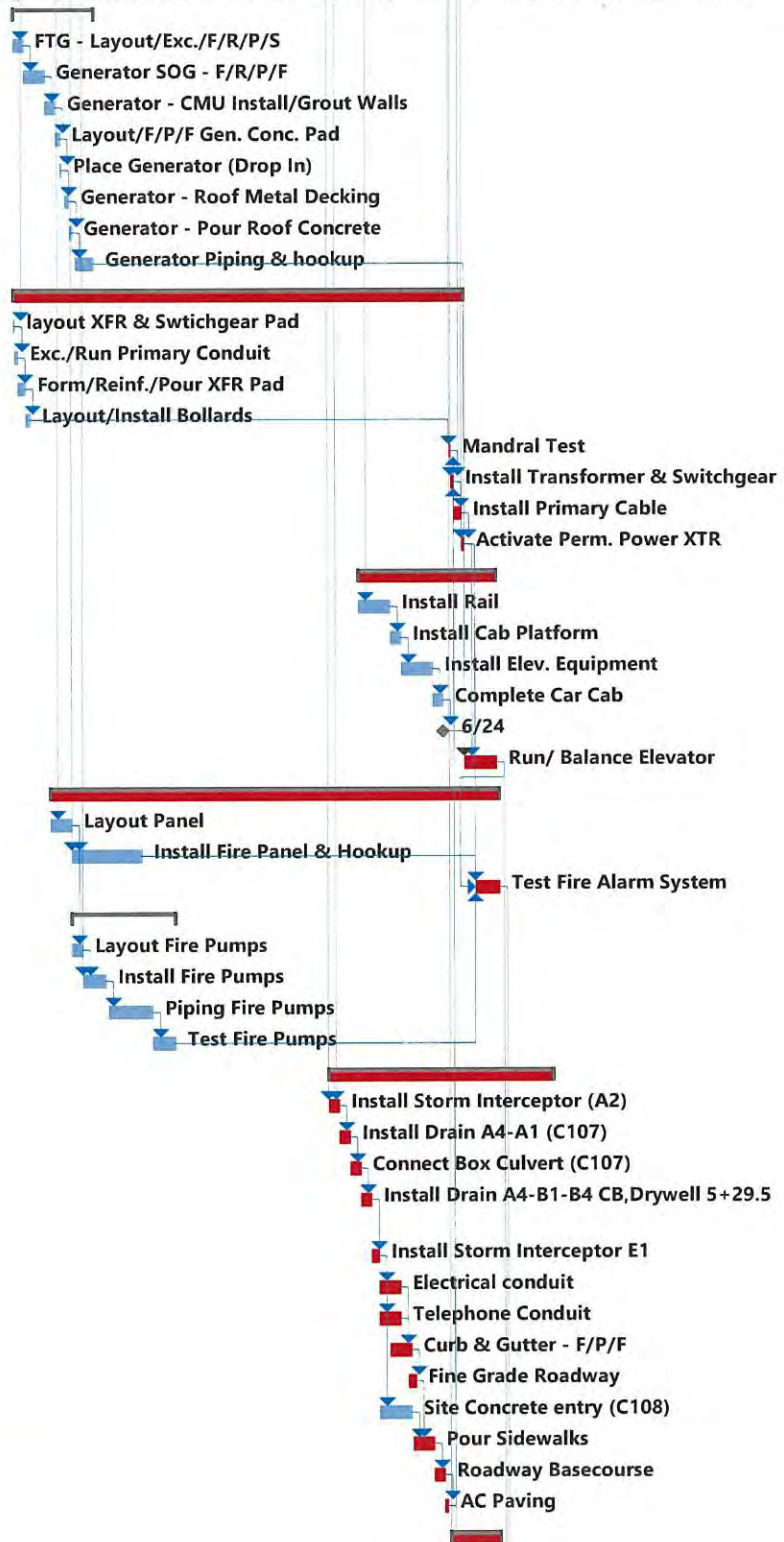 FTG - Layout/Exc./F/R/P/S
Generator SOG - F/R/P/F
Generator - CMU Install/Grout Walls
Layout/F/P/F Gen. Conc. Pad
Place Generator (Drop In)
Generator - Roof Metal Decking
Generator - Pour Roof Concrete
Generator Piping & hookup
layout XFR & Swtichgear Pad
Exc./Run Primary Conduit
Form/Reinf./Pour XFR Pad
Layout/Install Bollards
Mandral Test
Install Transformer & Switchgear
Install Primary Cable
Activate Perm. Power XTR
Install Rail
Install Cab Platform
Install Elev. Equipment
Complete Car Cab
6/24
Run/ Balance Elevator
Layout Panel
Install Fire Panel & Hookup
Test Fire Alarm System
Layout Fire Pumps
Install Fire Pumps
Piping Fire Pumps
Test Fire Pumps
Install Storm Interceptor (A2)
Install Drain A4-A1 (C107)
Connect Box Culvert (C107)
Install Drain A4-B1-B4 CB,Drywell 5+29.5
Install Storm Interceptor E1
Electrical conduit
Telephone Conduit
Curb & Gutter - F/P/F
Fine Grade Roadway
Site Concrete entry (C108)
Pour Sidewalks
Roadway Basecourse
AC Paving